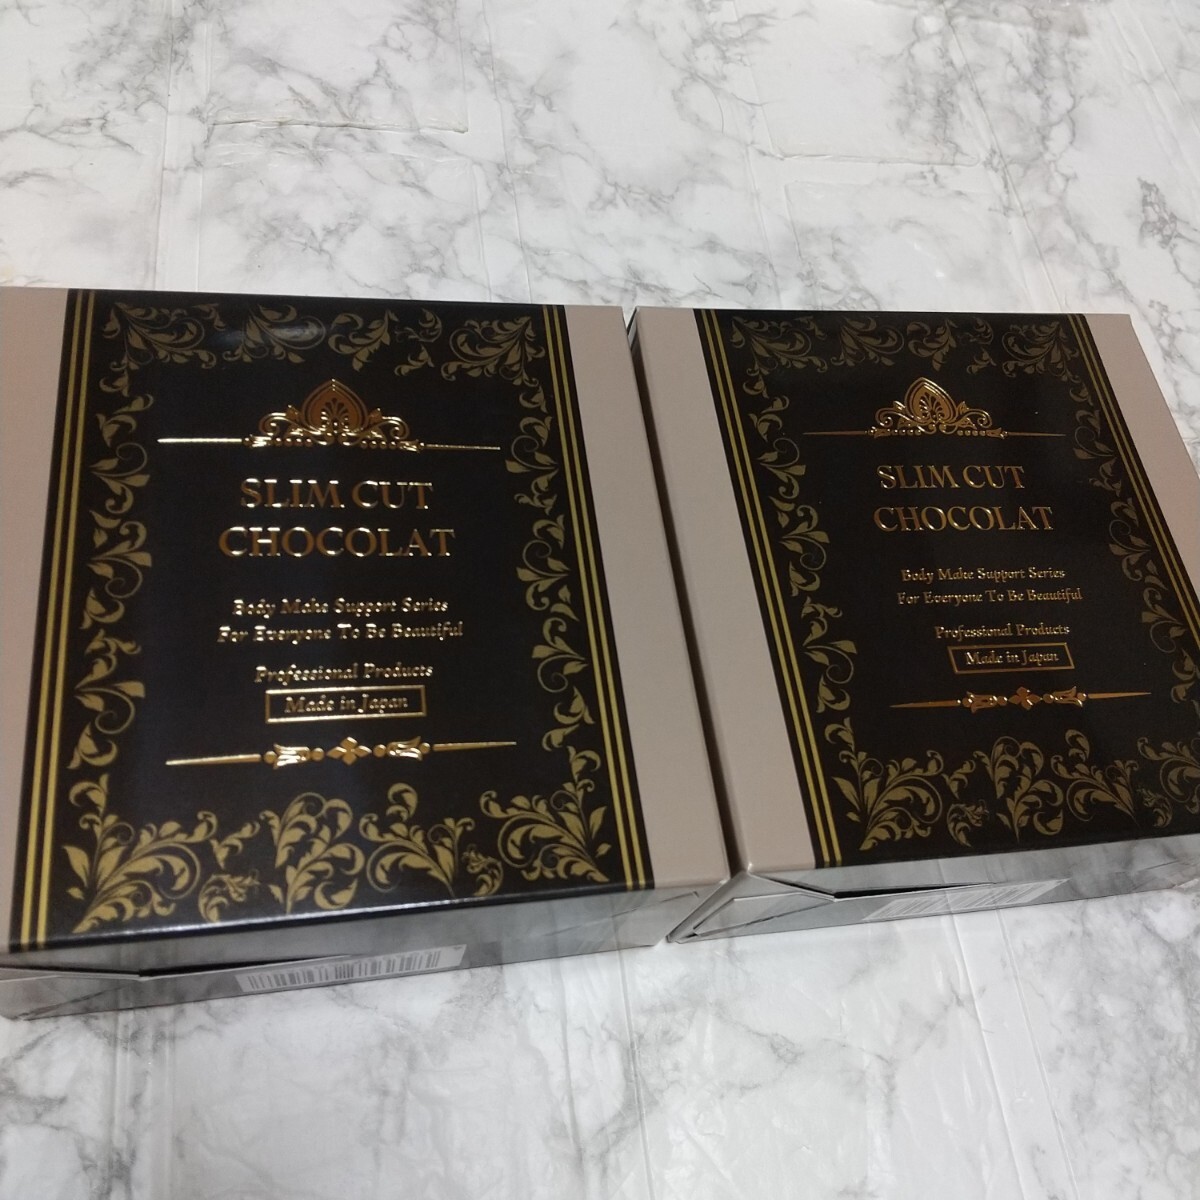 SLIM CUT
CHOCOLAT
Body Make Support Series
For Everyone To Be Beautiful
Professional Products
Made in Japan
SLIM CUT
CHOCOLAT
Body Make Support Series
For Everyone To Be Beautiful
Professional Products
Made in Japan